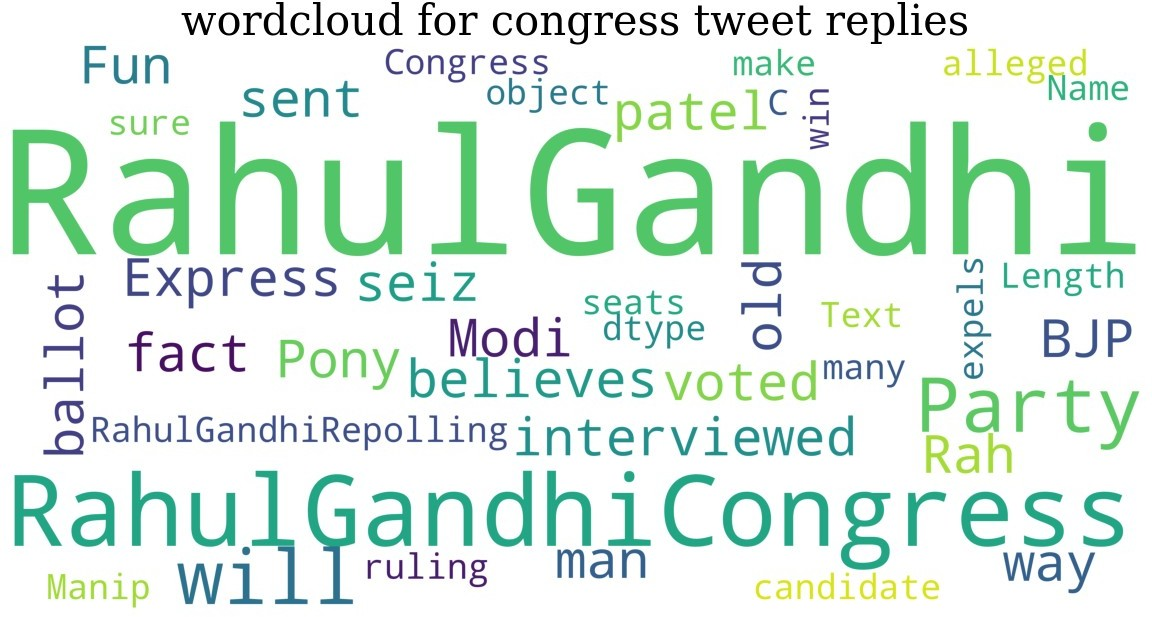 wordcloud for congress tweet replies
Fun
Congress
make
alleged
sent
object
Name
sure
patel
C
win
RahulGandhi
ballot
Express
seiz
old
expels
Length
seats
dtype
Text
fact
Pony
Modi
BJP
believes
voted
many
Party
RahulGandhiRepolling
interviewed
Rah
RahulGandhiCongress
will
ruling
man
way
Manip
candidate